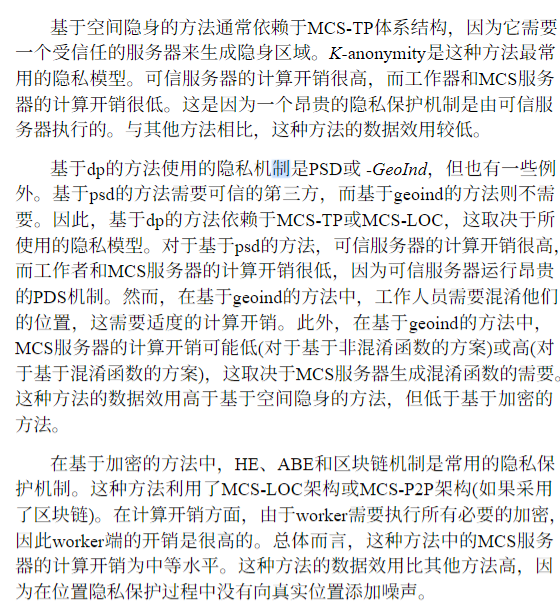 基于空间隐身的方法通常依赖于MCS-TP体系结构，因为它需要
一个受信任的服务器来生成隐身区域。K-anonymity是这种方法最常
用的隐私模型。可信服务器的计算开销很高，而工作器和MCS服务
器的计算开销很低。这是因为一个昂贵的隐私保护机制是由可信服
务器执行的。与其他方法相比，这种方法的数据效用较低。
基于dp的方法使用的隐私机制是PSD或 -GeoInd，但也有一些例
外。基于psd的方法需要可信的第三方，而基于geoind的方法则不需
要。因此，基于dp的方法依赖于MCS-TP或MCS-LOC，这取决于所
使用的隐私模型。对于基于psd的方法，可信服务器的计算开销很高，
而工作者和MCS服务器的计算开销很低，因为可信服务器运行昂贵
的PDS机制。然而，在基于geoind的方法中，工作人员需要混淆他们
的位置，这需要适度的计算开销。此外，在基于geoind的方法中，
MCS服务器的计算开销可能低(对于基于非混淆函数的方案)或高(对
于基于混淆函数的方案)，这取决于MCS服务器生成混淆函数的需要。
这种方法的数据效用高于基于空间隐身的方法，但低于基于加密的
方法。
在基于加密的方法中，HE、ABE和区块链机制是常用的隐私保
护机制。这种方法利用了MCS-LOC架构或MCS-P2P架构(如果采用
了区块链)。在计算开销方面，由于worker需要执行所有必要的加密，
因此worker端的开销是很高的。总体而言，这种方法中的MCS服务
器的计算开销为中等水平。这种方法的数据效用比其他方法高，因
为在位置隐私保护过程中没有向真实位置添加噪声。